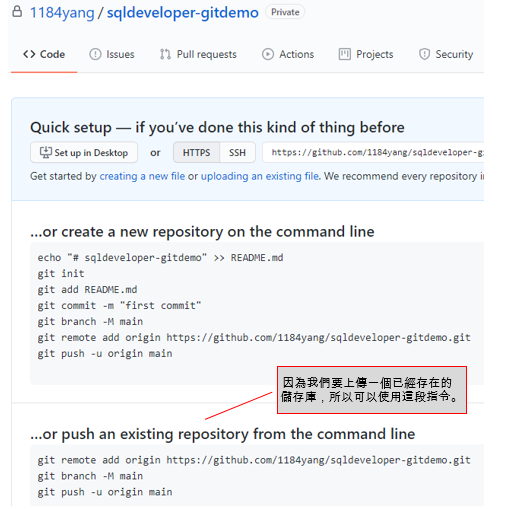 1184yang / sqldeveloper-gitdemo Private
Code Issues Pull requests Actions Projects Security
Quick setup — if you’ve done this kind of thing before
Set up in Desktop or HTTPS SSH https://github.com/1184yang/sqldeveloper-g
Get started by creating a new file or uploading an existing file. We recommend every repository i
…or create a new repository on the command line
echo "# sqldeveloper-gitdemo" >> README.md
git init
git add README.md
git commit -m "first commit"
git branch -M main
git remote add origin https://github.com/1184yang/sqldeveloper-gitdemo.git
git push -u origin main
因為我們要上傳一個已經存在的
儲存庫，所以可以使用這段指令。
…or push an existing repository from the command line
git remote add origin https://github.com/1184yang/sqldeveloper-gitdemo.git
git branch -M main
git push -u origin main